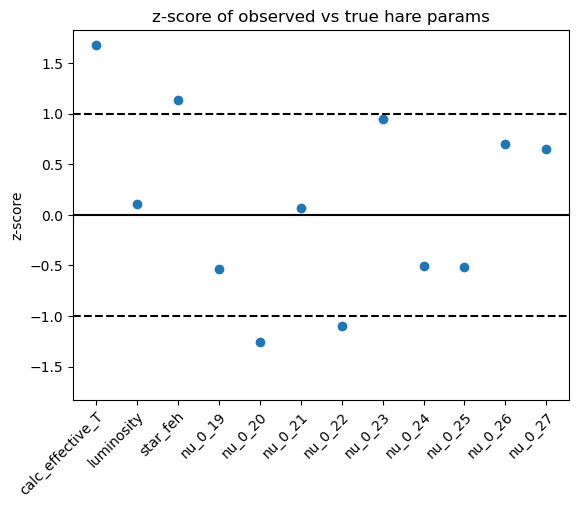 z-score of observed vs true hare params
z-score
1.5
1.0
0.5
0.0
−0.5
−1.0
−1.5
calc_effective_T
luminosity
star_feh
nu_0_19
nu_0_20
nu_0_21
nu_0_22
nu_0_23
nu_0_24
nu_0_25
nu_0_26
nu_0_27